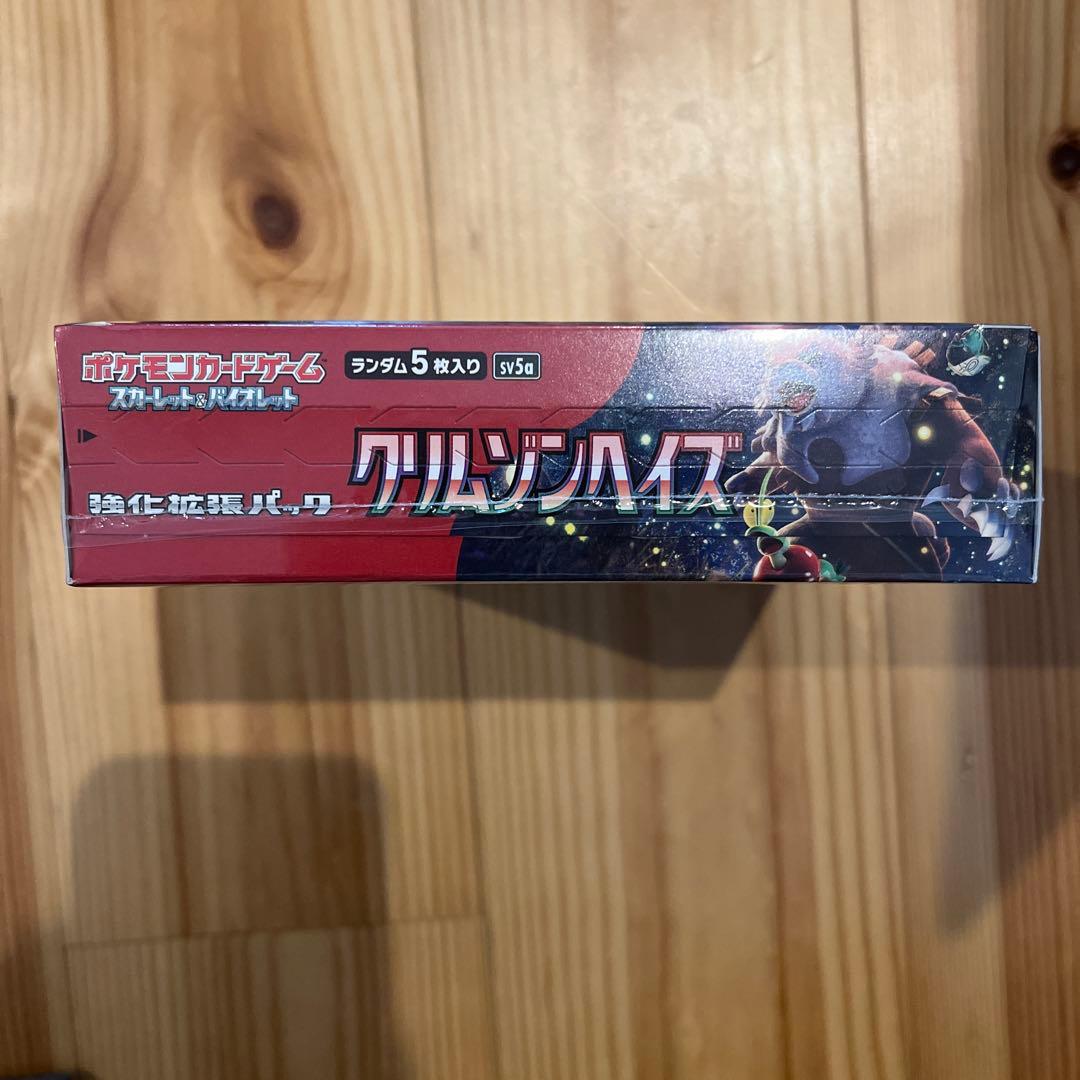 ポケモンカードゲーム™
スカーレット&バイオレット
ランダム5枚入り
sv5a
クリムゾンヘイズ
強化拡張パック